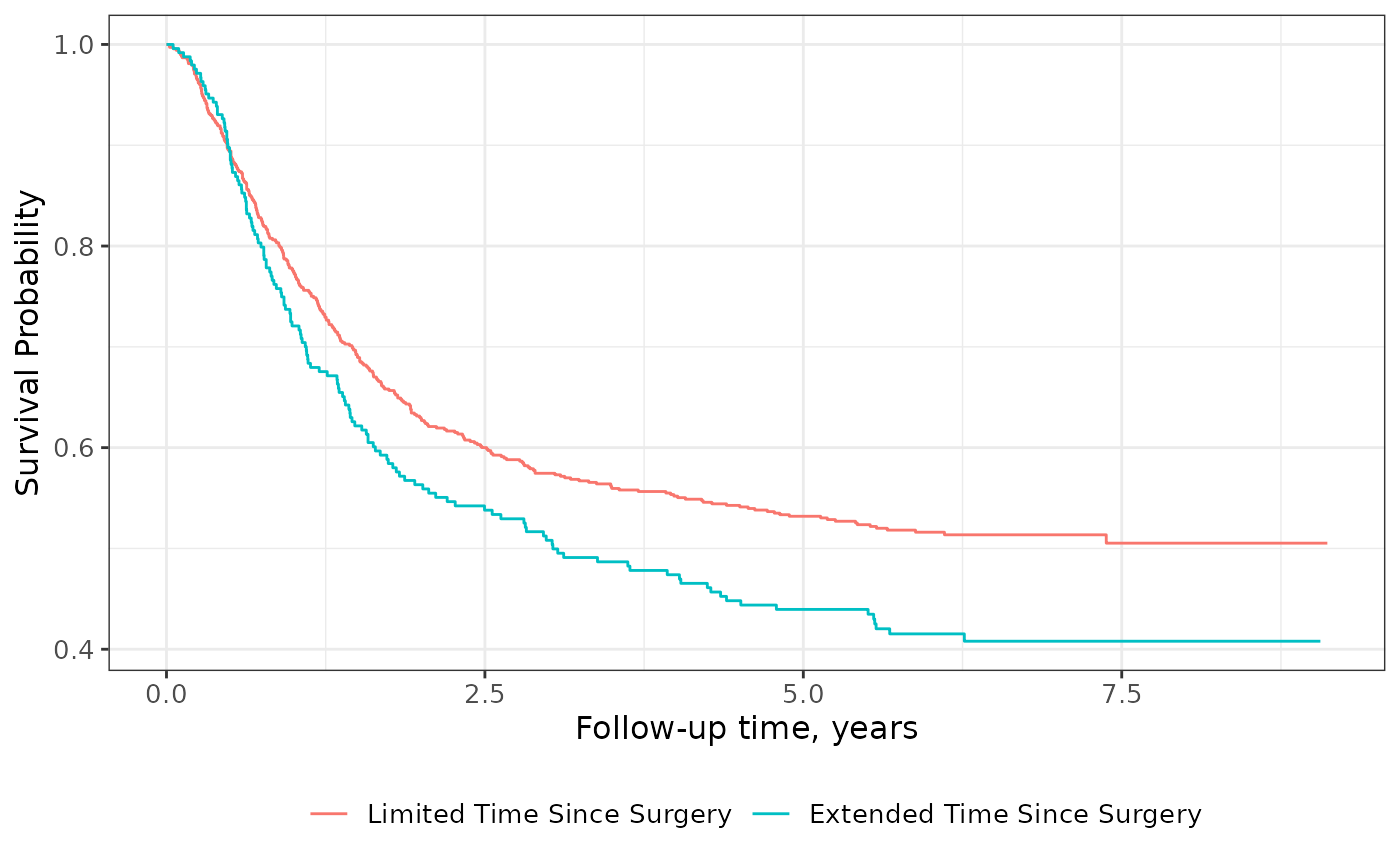 Survival Probability
1.0
0.8
0.6
0.4
0.0 2.5 5.0 7.5
Follow-up time, years
Limited Time Since Surgery Extended Time Since Surgery